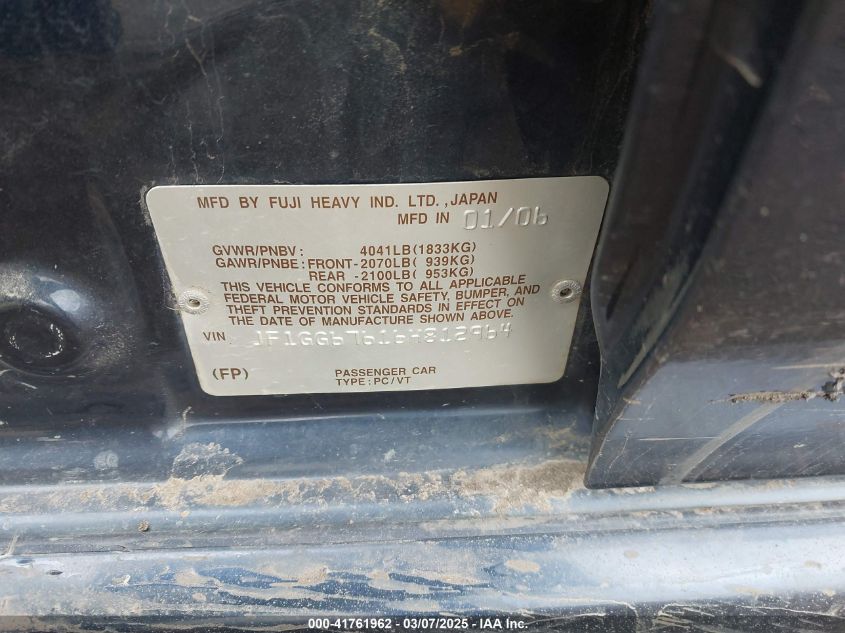 MFD BY FUJI HEAVY IND. LTD.,JAPAN
MFD IN 01/06
GVWR/PNBV: 4041LB(1833KG)
GAWR/PNBE: FRONT-2070LB( 939KG)
REAR -2100LB( 953KG)
THIS VEHICLE CONFORMS TO ALL APPLICABLE
FEDERAL MOTOR VEHICLE SAFETY, BUMPER, AND
THEFT PREVENTION STANDARDS IN EFFECT ON
THE DATE OF MANUFACTURE SHOWN ABOVE.
VIN JF1GG67616H812964
(FP) PASSENGER CAR
TYPE:PC/VT
000-41761962 - 03/07/2025 - IAA Inc.